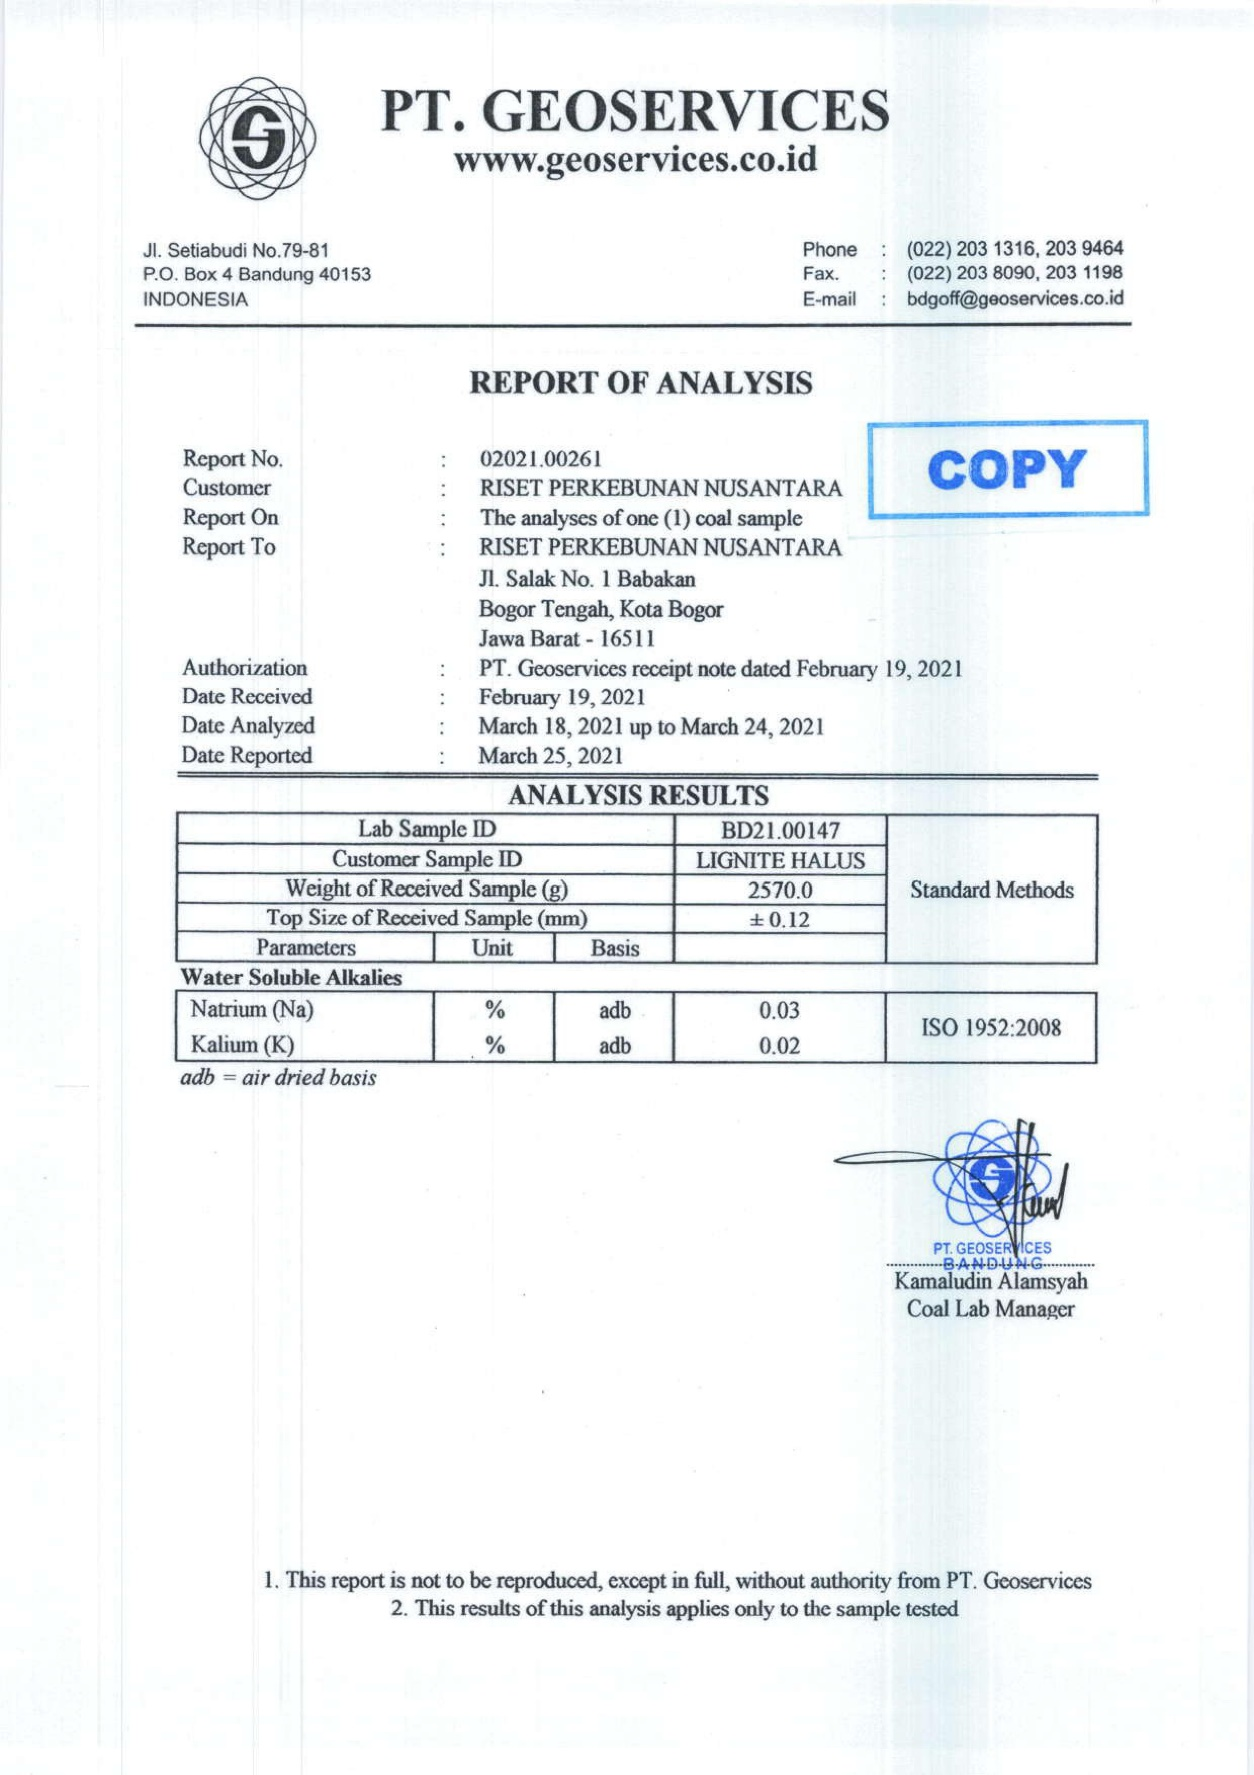 PT. GEOSERVICES
www.geoservices.co.id
Jl. Setiabudi No.79-81
P.O. Box 4 Bandung 40153
INDONESIA
Phone : (022) 203 1316, 203 9464
Fax. : (022) 203 8090, 203 1198
E-mail : bdgoff@geoservices.co.id
REPORT OF ANALYSIS
COPY
Report No. : 02021.00261
Customer : RISET PERKEBUNAN NUSANTARA
Report On : The analyses of one (1) coal sample
Report To : RISET PERKEBUNAN NUSANTARA
Jl. Salak No. 1 Babakan
Bogor Tengah, Kota Bogor
Jawa Barat - 16511
Authorization : PT. Geoservices receipt note dated February 19, 2021
Date Received : February 19, 2021
Date Analyzed : March 18, 2021 up to March 24, 2021
Date Reported : March 25, 2021
ANALYSIS RESULTS
Lab Sample ID BD21.00147
Customer Sample ID LIGNITE HALUS
Weight of Received Sample (g) 2570.0 Standard Methods
Top Size of Received Sample (mm) ± 0.12
Parameters Unit Basis
Water Soluble Alkalies
Natrium (Na) % adb 0.03 ISO 1952:2008
Kalium (K) % adb 0.02
adb = air dried basis
PT. GEOSERVICES
BANDUNG
Kamaludin Alamsyah
Coal Lab Manager
1. This report is not to be reproduced, except in full, without authority from PT. Geoservices
2. This results of this analysis applies only to the sample tested